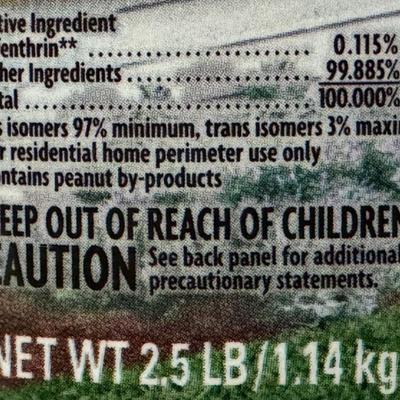 tive Ingredient
enthrin**.......................... 0.115%
her Ingredients................ 99.885%
tal.................................. 100.000%
s isomers 97% minimum, trans isomers 3% maxi
r residential home perimeter use only
ntains peanut by-products
EEP OUT OF REACH OF CHILDREN
CAUTION See back panel for additional
precautionary statements.
NET WT 2.5 LB/1.14 kg